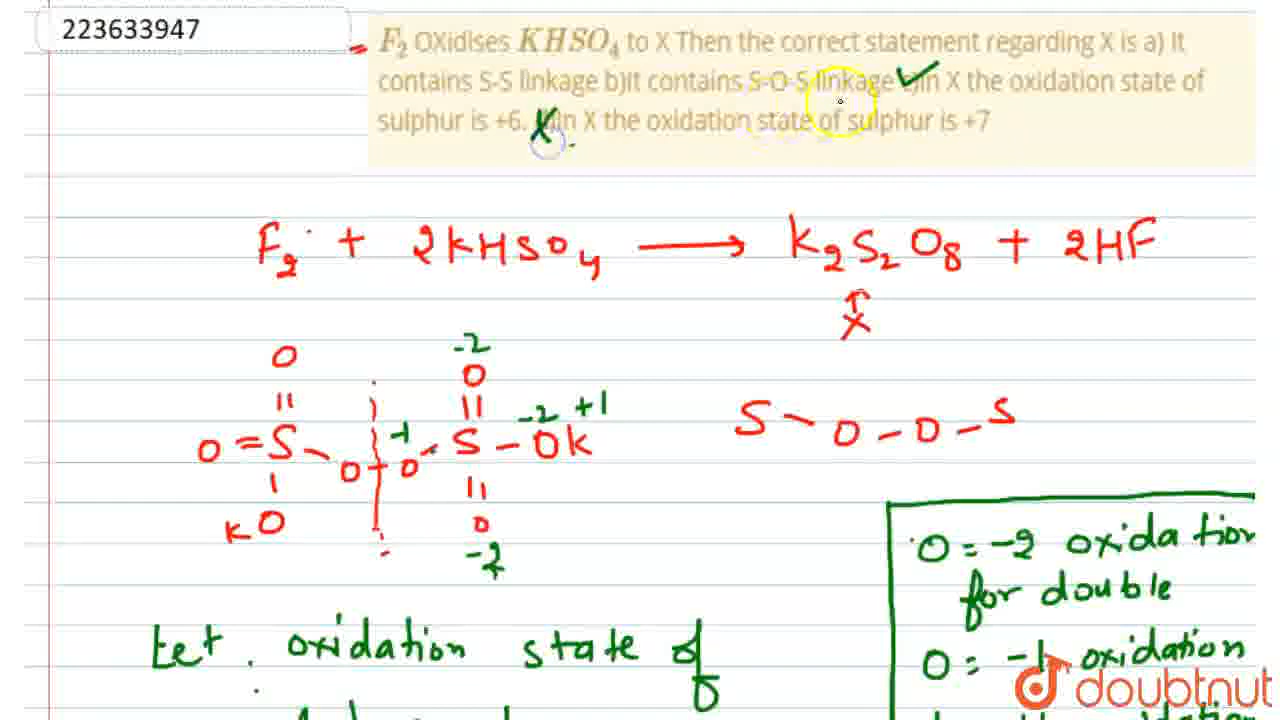 223633947
F₂ OXidises KHSO₄ to X Then the correct statement regarding X is a) It
contains S-S linkage b)It contains S-O-S linkage c)In X the oxidation state of
sulphur is +6. In X the oxidation state of sulphur is +7
F₂ + 2KHSO₄ → K₂S₂O₈ + 2HF
↑
X
O
-2
O
||
||
O = S - O + O - S - OK
-1
-2 +1
S - O - O - S
|
||
K O
O
-2
O = -2 oxidation
for double
Let oxidation state of
O = -1 oxidation
doubtnut